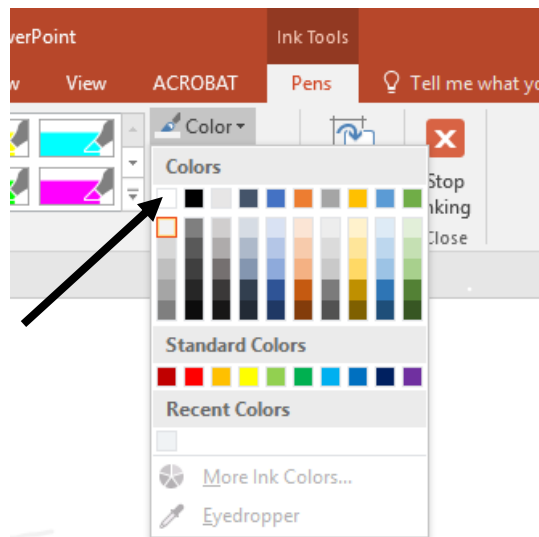 werPoint
Ink Tools
w View ACROBAT Pens Tell me what yo
Color
Colors
Stop
nking
Close
Standard Colors
Recent Colors
More Ink Colors...
Eyedropper